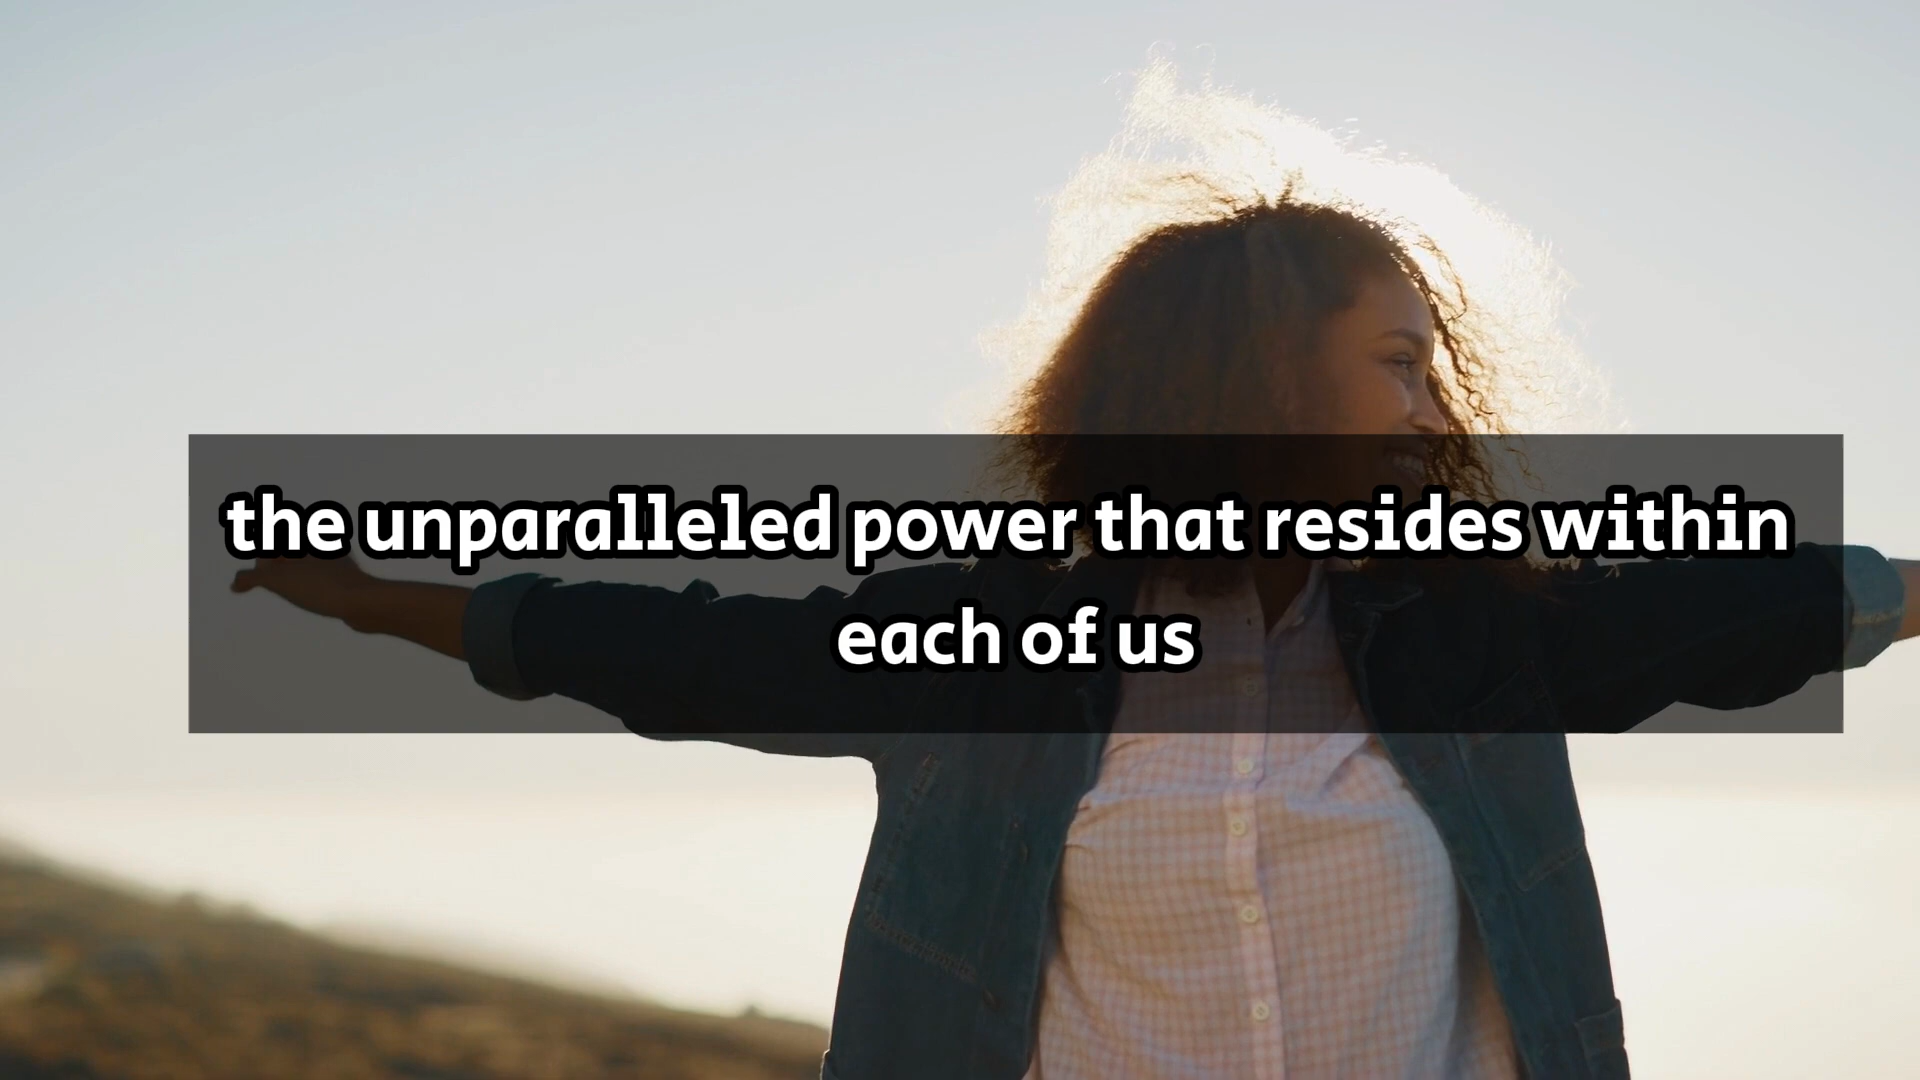 the unparalleled power that resides within
each of us